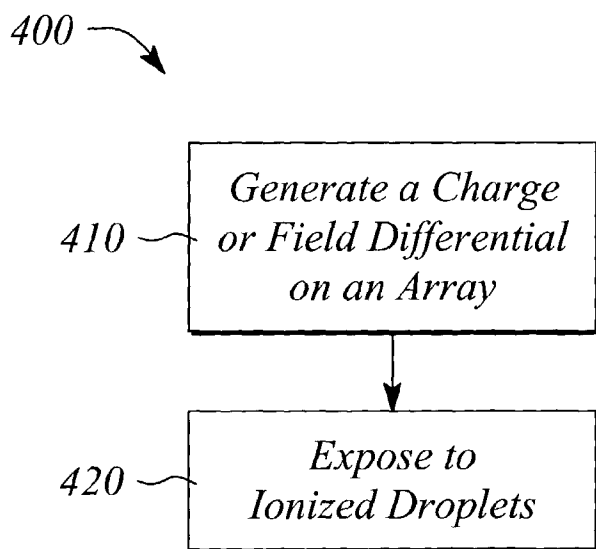 400
Generate a Charge
410
or Field Differential
on an Array
Expose to
420
Ionized Droplets